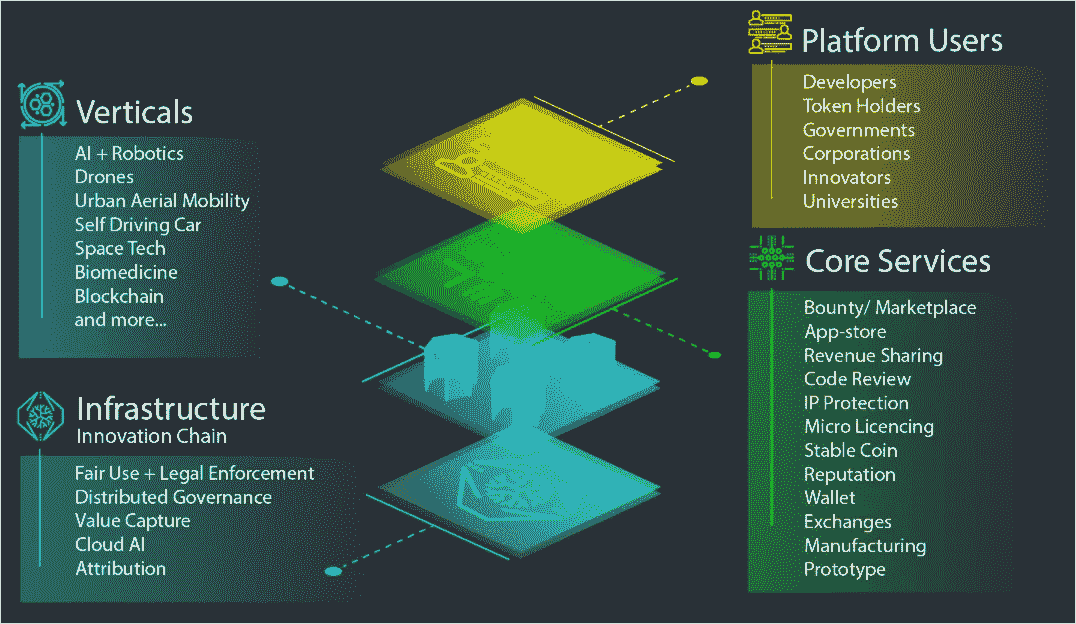 Verticals
AI + Robotics
Drones
Urban Aerial Mobility
Self Driving Car
Space Tech
Biomedicine
Blockchain
and more...
Infrastructure
Innovation Chain
Fair Use + Legal Enforcement
Distributed Governance
Value Capture
Cloud AI
Attribution
Platform Users
Developers
Token Holders
Governments
Corporations
Innovators
Universities
Core Services
Bounty/ Marketplace
App-store
Revenue Sharing
Code Review
IP Protection
Micro Licencing
Stable Coin
Reputation
Wallet
Exchanges
Manufacturing
Prototype